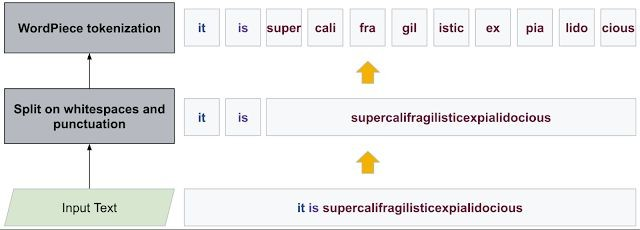 WordPiece tokenization
it is super cali fra gil istic ex pia lido cious
Split on whitespaces and
punctuation
it is supercalifragilisticexpialidocious
Input Text
it is supercalifragilisticexpialidocious